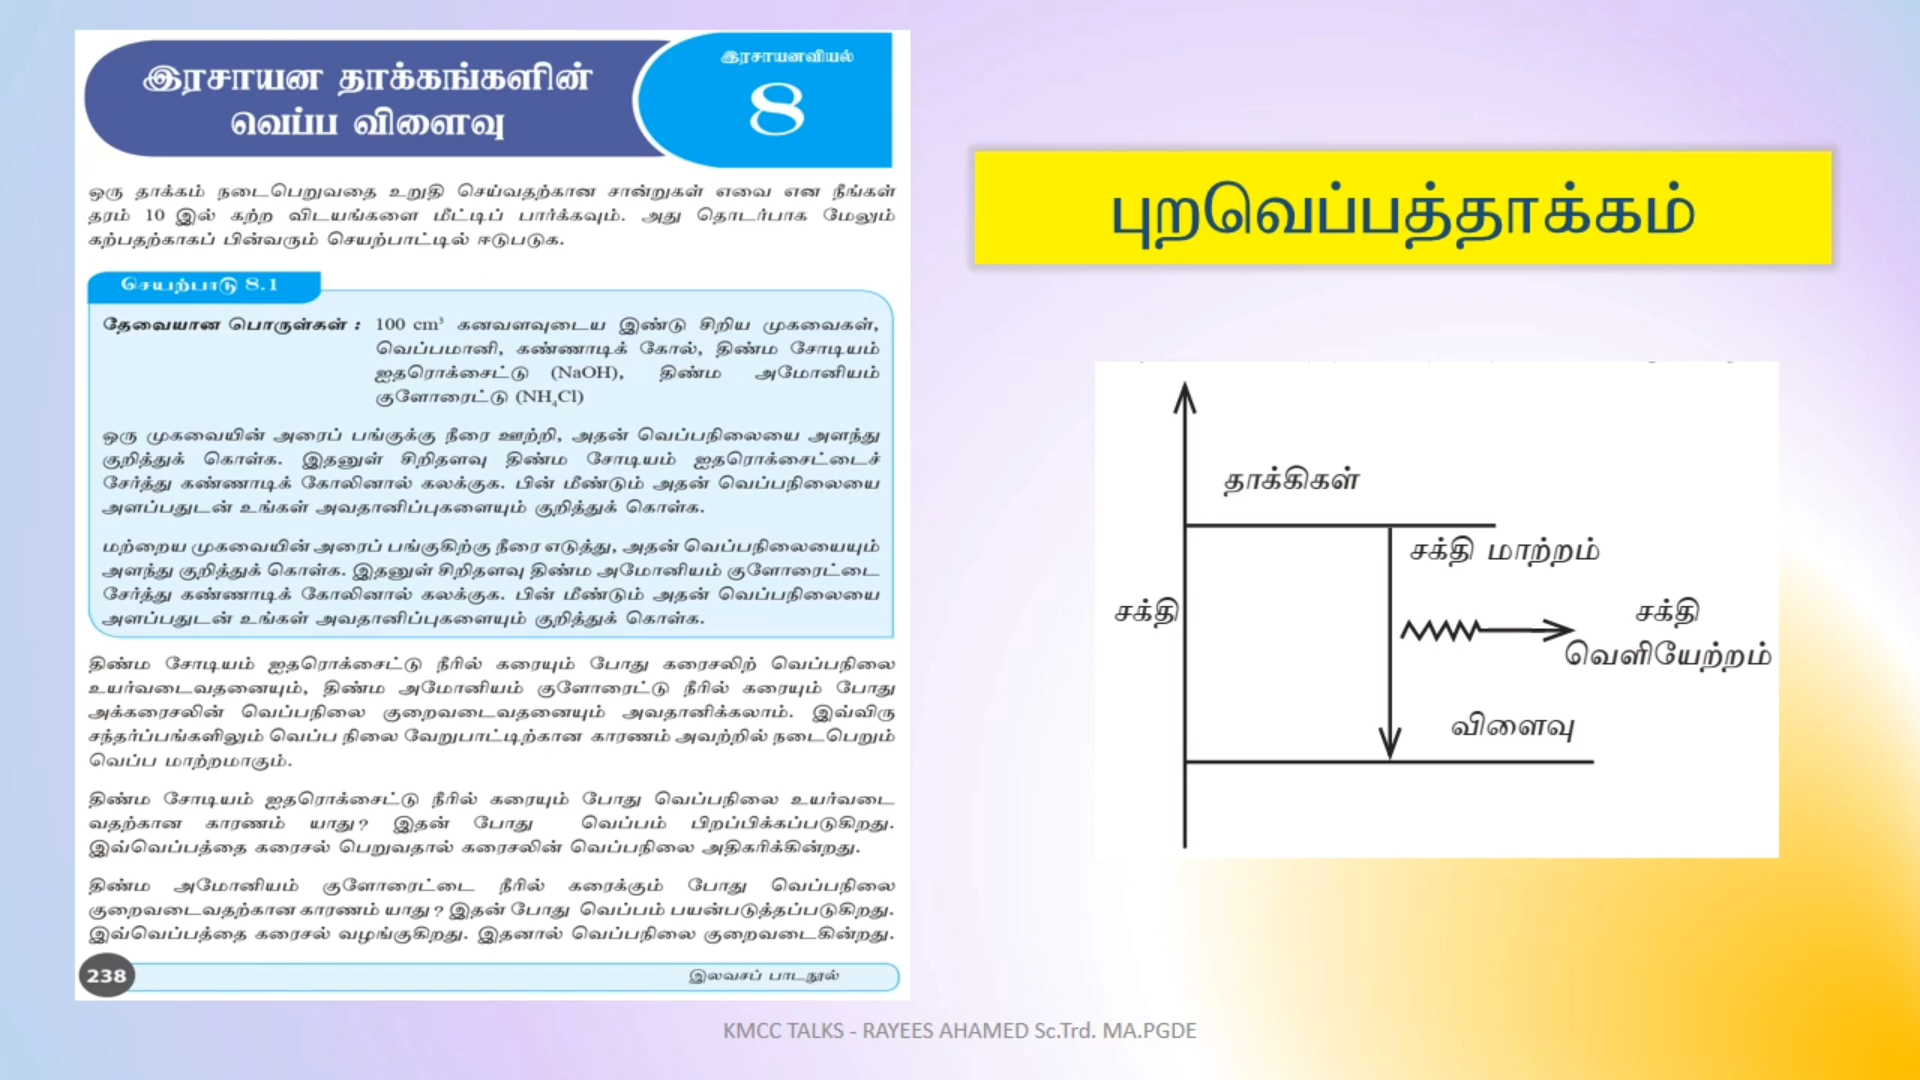 இரசாயன தாக்கங்களின்
வெப்ப விளைவு
இரசாயனவியல்
8
ஒரு தாக்கம் நடைபெறுவதை உறுதி செய்வதற்கான சான்றுகள் எவை என நீங்கள்
தரம் 10 இல் கற்ற விடயங்களை மீட்டிப் பார்க்கவும். அது தொடர்பாக மேலும்
கற்பதற்காகப் பின்வரும் செயற்பாட்டில் ஈடுபடுக.
செயற்பாடு 8.1
தேவையான பொருள்கள் : 100 cm³ கனவளவுடைய இண்டு சிறிய முகவைகள்,
வெப்பமானி, கண்ணாடிக் கோல், திண்ம சோடியம்
ஐதரொக்சைட்டு (NaOH), திண்ம அமோனியம்
குளோரைட்டு (NH₄Cl)
ஒரு முகவையின் அரைப் பங்குக்கு நீரை ஊற்றி, அதன் வெப்பநிலையை அளந்து
குறித்துக் கொள்க. இதனுள் சிறிதளவு திண்ம சோடியம் ஐதரொக்சைட்டைச்
சேர்த்து கண்ணாடிக் கோலினால் கலக்குக. பின் மீண்டும் அதன் வெப்பநிலையை
அளப்பதுடன் உங்கள் அவதானிப்புகளையும் குறித்துக் கொள்க.
மற்றைய முகவையின் அரைப் பங்குகிற்கு நீரை எடுத்து, அதன் வெப்பநிலையையும்
அளந்து குறித்துக் கொள்க. இதனுள் சிறிதளவு திண்ம அமோனியம் குளோரைட்டை
சேர்த்து கண்ணாடிக் கோலினால் கலக்குக. பின் மீண்டும் அதன் வெப்பநிலையை
அளப்பதுடன் உங்கள் அவதானிப்புகளையும் குறித்துக் கொள்க.
திண்ம சோடியம் ஐதரொக்சைட்டு நீரில் கரையும் போது கரைசலிற் வெப்பநிலை
உயர்வடைவதனையும், திண்ம அமோனியம் குளோரைட்டு நீரில் கரையும் போது
அக்கரைசலின் வெப்பநிலை குறைவடைவதனையும் அவதானிக்கலாம். இவ்விரு
சந்தர்ப்பங்களிலும் வெப்ப நிலை வேறுபாட்டிற்கான காரணம் அவற்றில் நடைபெறும்
வெப்ப மாற்றமாகும்.
திண்ம சோடியம் ஐதரொக்சைட்டு நீரில் கரையும் போது வெப்பநிலை உயர்வடை
வதற்கான காரணம் யாது? இதன் போது வெப்பம் பிறப்பிக்கப்படுகிறது.
இவ்வெப்பத்தை கரைசல் பெறுவதால் கரைசலின் வெப்பநிலை அதிகரிக்கின்றது.
திண்ம அமோனியம் குளோரைட்டை நீரில் கரைக்கும் போது வெப்பநிலை
குறைவடைவதற்கான காரணம் யாது? இதன் போது வெப்பம் பயன்படுத்தப்படுகிறது.
இவ்வெப்பத்தை கரைசல் வழங்குகிறது. இதனால் வெப்பநிலை குறைவடைகின்றது.
238
இலவசப் பாடநூல்
புறவெப்பத்தாக்கம்
தாக்கிகள்
சக்தி மாற்றம்
சக்தி
சக்தி
வெளியேற்றம்
விளைவு
KMCC TALKS - RAYEES AHAMED Sc.Trd. MA.PGDE